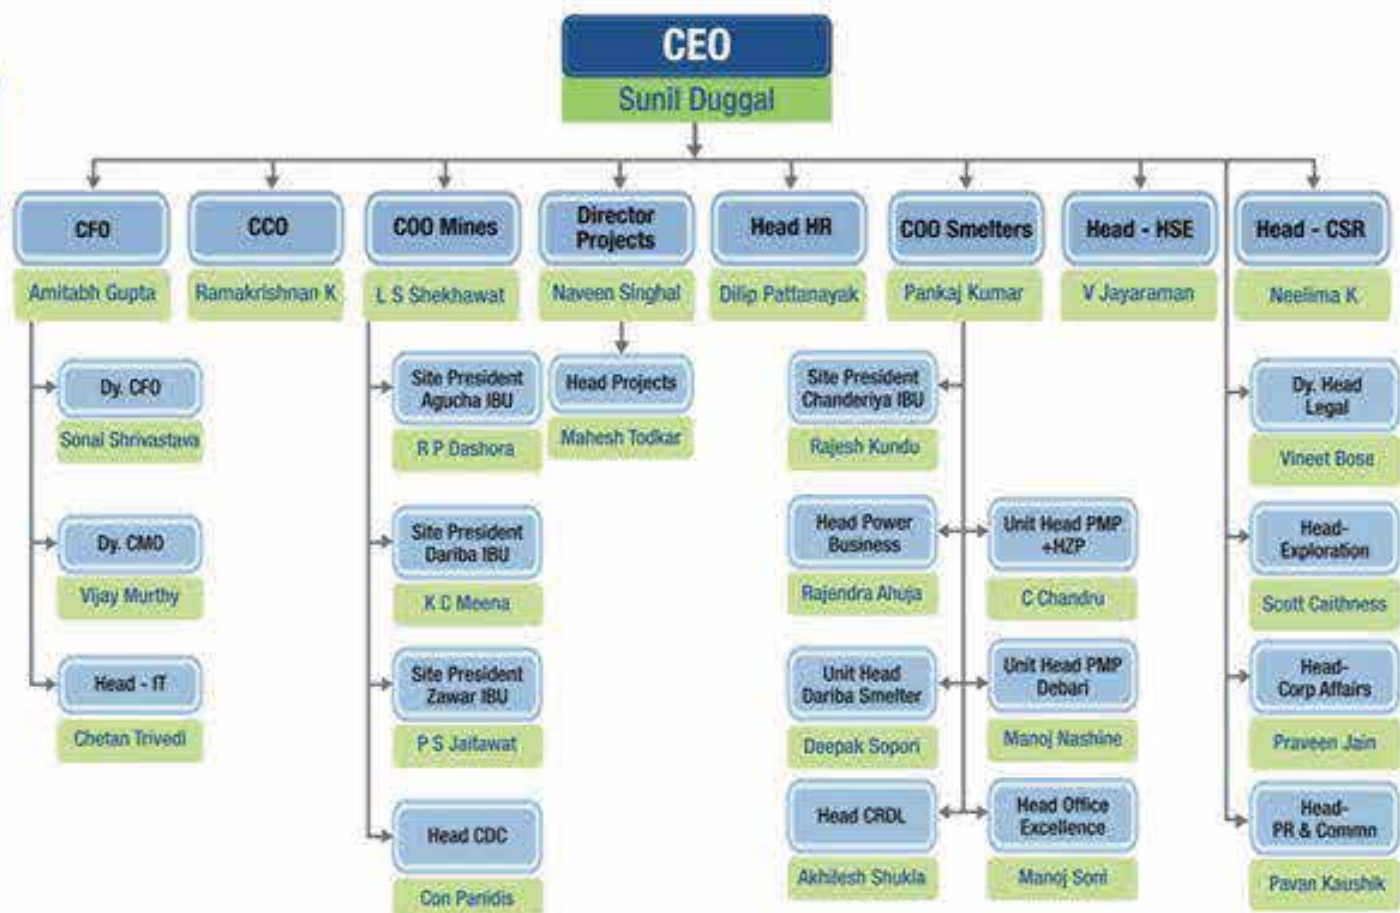 CEO
Sunil Duggal
CFO
Amitabh Gupta
CCO
Ramakrishnan K
COO Mines
L S Shekhawat
Director
Projects
Naveen Singhal
Head HR
Dilip Pattanayak
COO Smelters
Pankaj Kumar
Head - HSE
V Jayaraman
Head - CSR
Neelima K
Dy. CFO
Sonal Shrivastava
Dy. CMO
Vijay Murthy
Head - IT
Chetan Trivedi
Site President
Agucha IBU
R P Dashora
Site President
Dariba IBU
K C Meena
Site President
Zawar IBU
P S Jaitawat
Head CDC
Con Pariidis
Head Projects
Mahesh Todkar
Site President
Chanderiya IBU
Rajesh Kundu
Head Power
Business
Rajendra Ahuja
Unit Head
Dariba Smelter
Deepak Sopori
Head CRDL
Akhilesh Shukla
Unit Head PMP
+HZP
C Chandru
Unit Head PMP
Debari
Manoj Nashine
Head Office
Excellence
Manoj Soni
Dy. Head
Legal
Vineet Bose
Head-
Exploration
Scott Caithness
Head-
Corp Affairs
Praveen Jain
Head-
PR & Commn
Pavan Kaushik